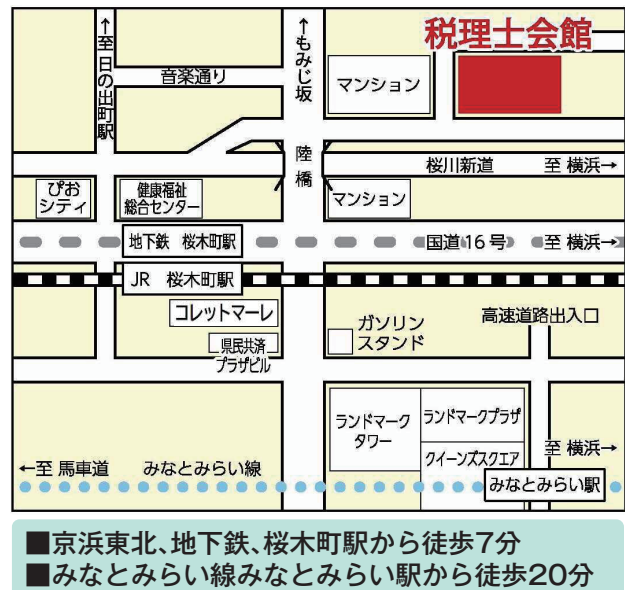 税理士会館
↑至 日の出町駅
↑もみじ坂
音楽通り
マンション
陸橋
桜川新道
至 横浜→
ぴお
シティ
健康福祉
総合センター
マンション
地下鉄 桜木町駅
国道16号
至 横浜→
JR 桜木町駅
コレットマーレ
県民共済
プラザビル
ガソリン
スタンド
高速道路出入口
ランドマーク
タワー
ランドマークプラザ
クイーンズスクエア
至 横浜→
←至 馬車道
みなとみらい線
みなとみらい駅
■京浜東北、地下鉄、桜木町駅から徒歩7分
■みなとみらい線みなとみらい駅から徒歩20分